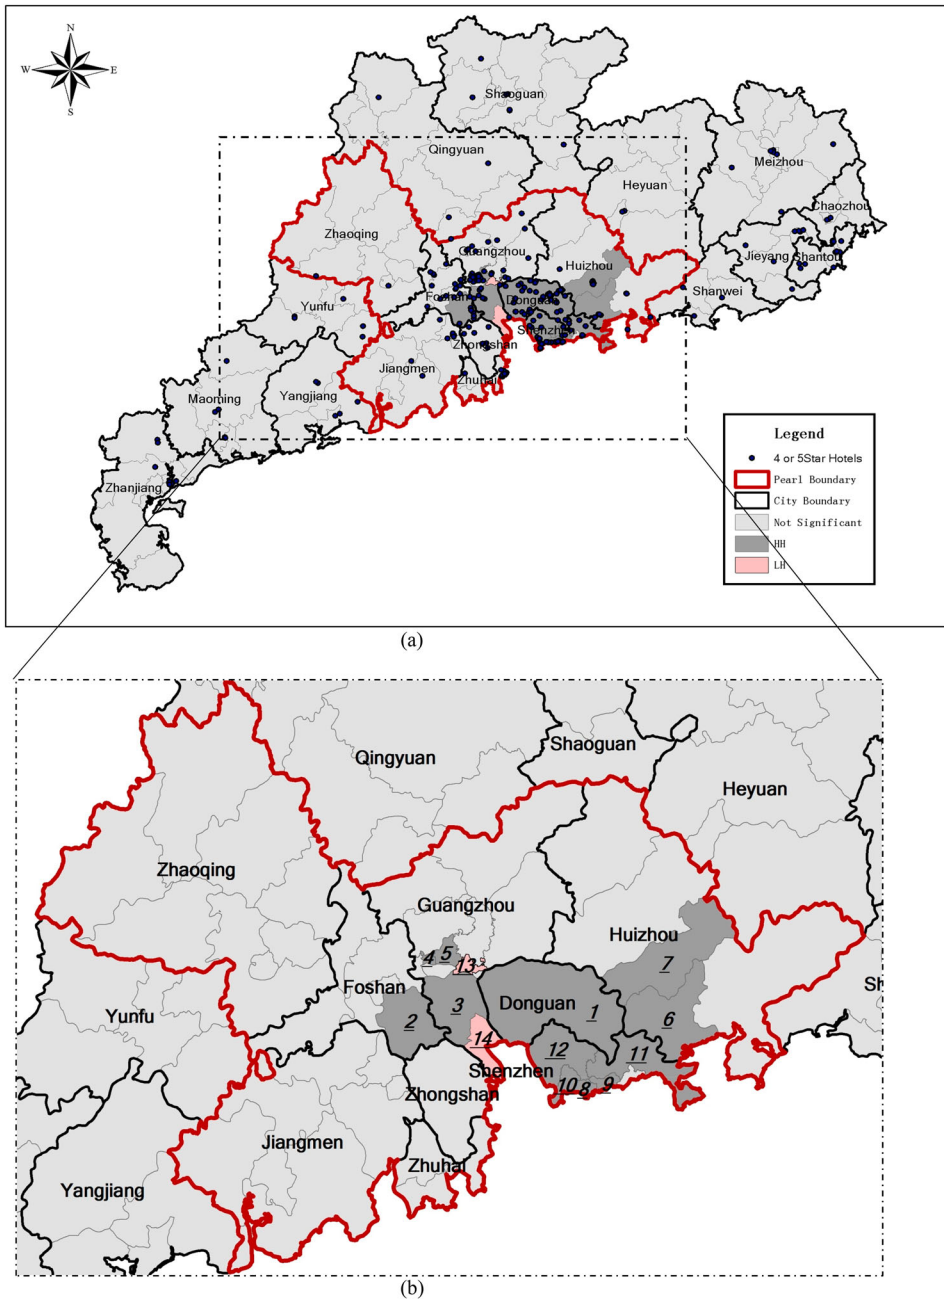 N
W
E
S
Shaoguan
Qingyuan
Meizhou
Heyuan
Chaozhou
Zhaoqing
Guangzhou
Jieyang
Shantou
Huizhou
Shanwei
Foshan
Donguan
Yunfu
Shenzhen
Zhongshan
Jiangmen
Zhuhai
Yangjiang
Maoming
Zhanjiang
Legend
4 or 5Star Hotels
Pearl Boundary
City Boundary
Not Significant
HH
LH
(a)
Shaoguan
Qingyuan
Heyuan
Zhaoqing
Guangzhou
Huizhou
4
5
13
7
Foshan
Sh
Donguan
3
1
2
6
Yunfu
14
12
11
Shenzhen
10
8
9
Zhongshan
Jiangmen
Zhuhai
Yangjiang
(b)